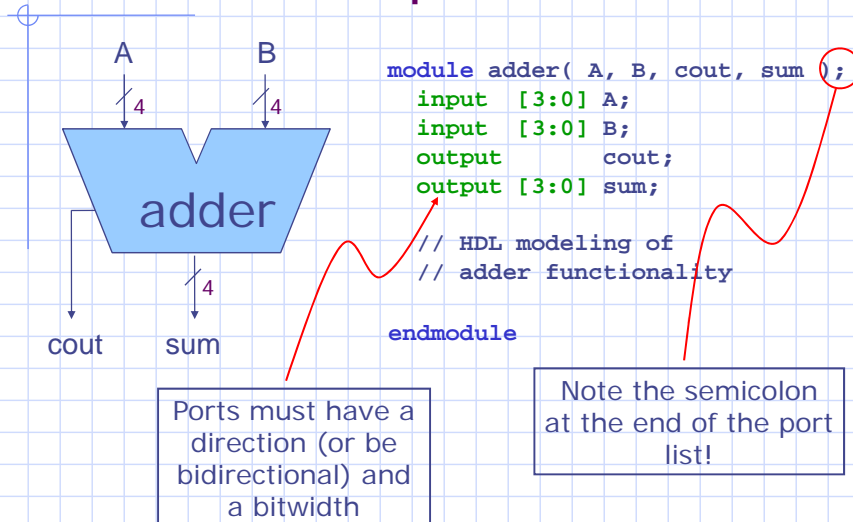 A
B
4
4
adder
4
cout
sum
module adder( A, B, cout, sum );
input [3:0] A;
input [3:0] B;
output cout;
output [3:0] sum;
// HDL modeling of
// adder functionality
endmodule
Ports must have a
direction (or be
bidirectional) and
a bitwidth
Note the semicolon
at the end of the port
list!